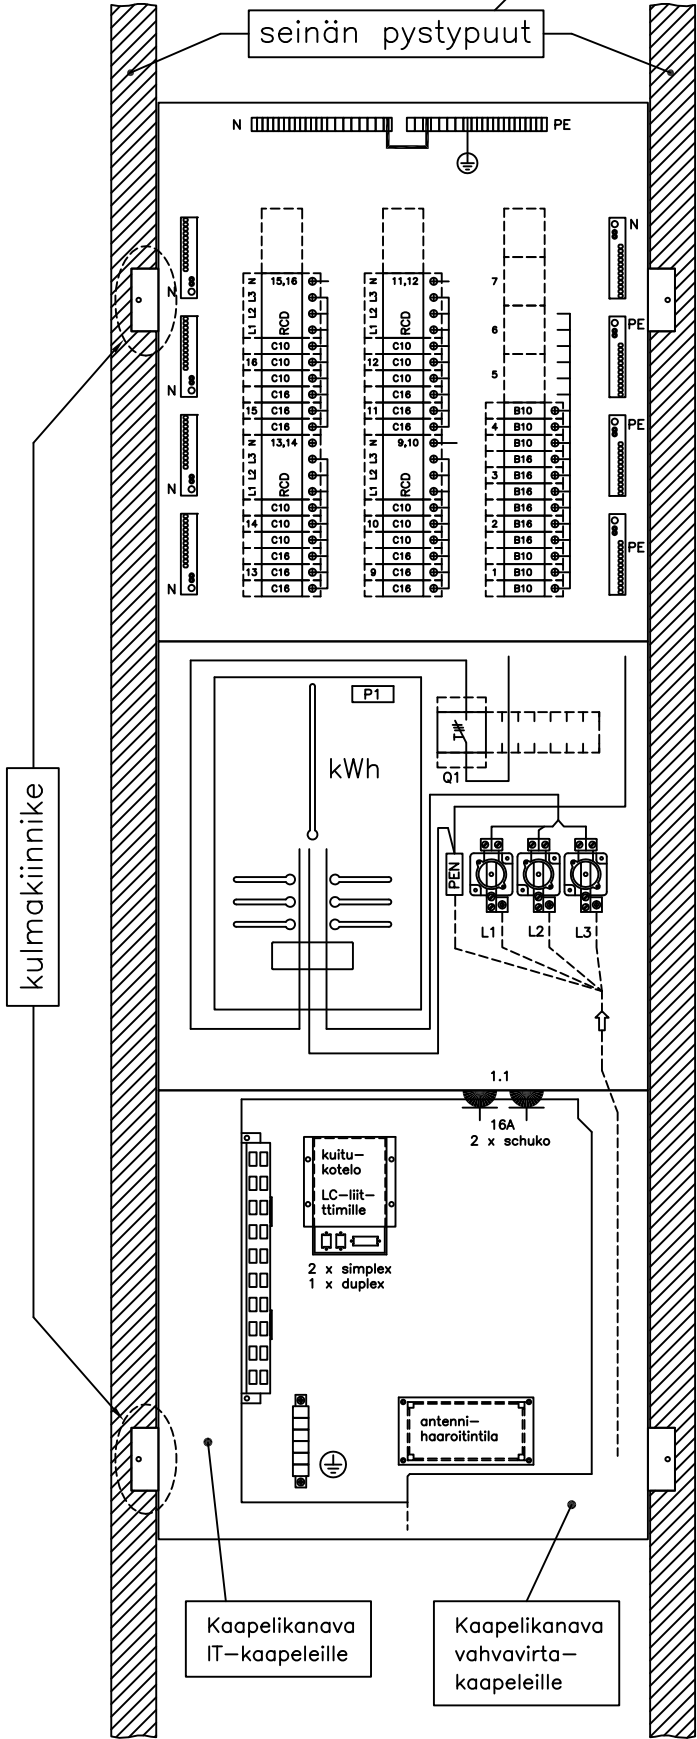 seinän pystypuut
N
PE
N
15,16
L1 L2 L3 N
RCD
C10
16 C10
C10
C16
15 C16
C16
13,14
L1 L2 L3 N
RCD
C10
14 C10
C10
C16
13 C16
C16
11,12
L1 L2 L3 N
RCD
C10
12 C10
C10
C16
11 C16
C16
9,10
L1 L2 L3 N
RCD
C10
10 C10
C10
C16
9 C16
C16
7
6
5
B10
4 B10
B10
B16
3 B16
B16
B16
2 B16
B16
B10
1 B10
B10
N
N
N
N
PE
PE
PE
P1
kWh
Q1
PEN
L1
L2
L3
kulmakiinnike
1.1
16A
2 x schuko
kuitu-
kotelo
LC-liit-
ttimille
2 x simplex
1 x duplex
antenni-
haaroitintila
Kaapelikanava
IT-kaapeleille
Kaapelikanava
vahvavirta-
kaapeleille